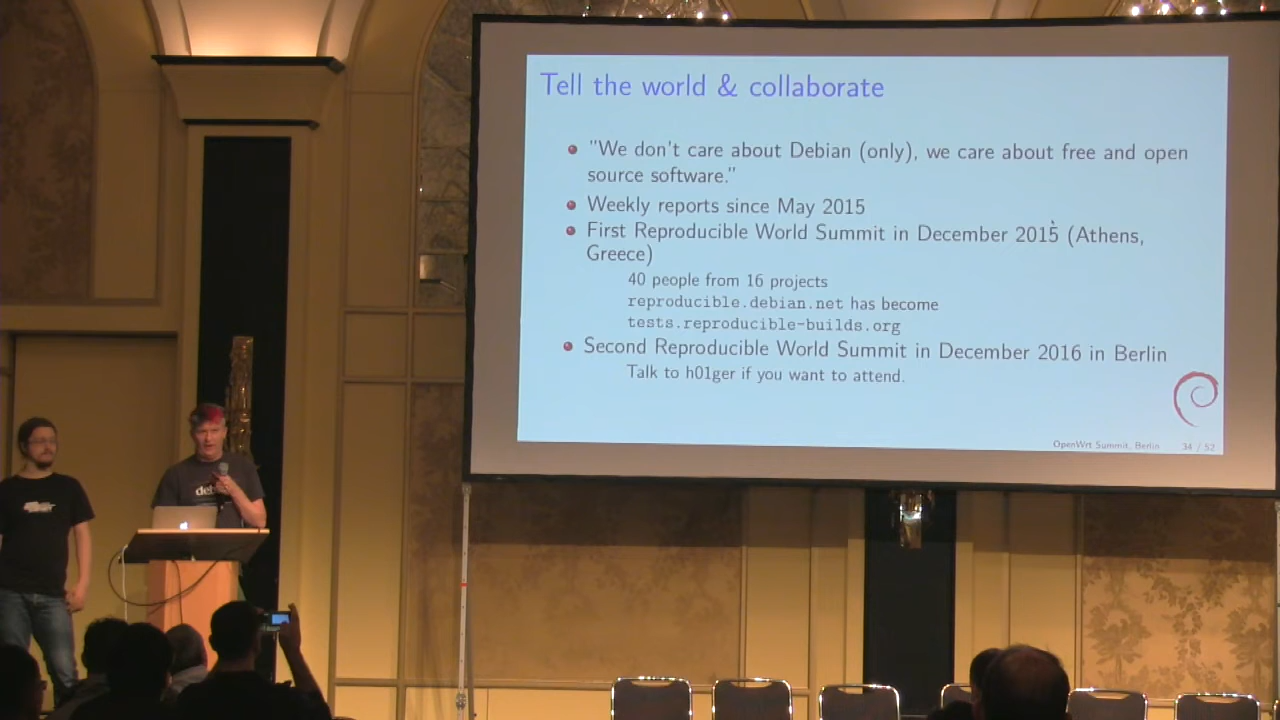 Tell the world & collaborate
"We don't care about Debian (only), we care about free and open
source software."
Weekly reports since May 2015
First Reproducible World Summit in December 2015 (Athens,
Greece)
40 people from 16 projects
reproducible.debian.net has become
tests.reproducible-builds.org
Second Reproducible World Summit in December 2016 in Berlin
Talk to h01ger if you want to attend.
OpenWrt Summit, Berlin 34 / 52